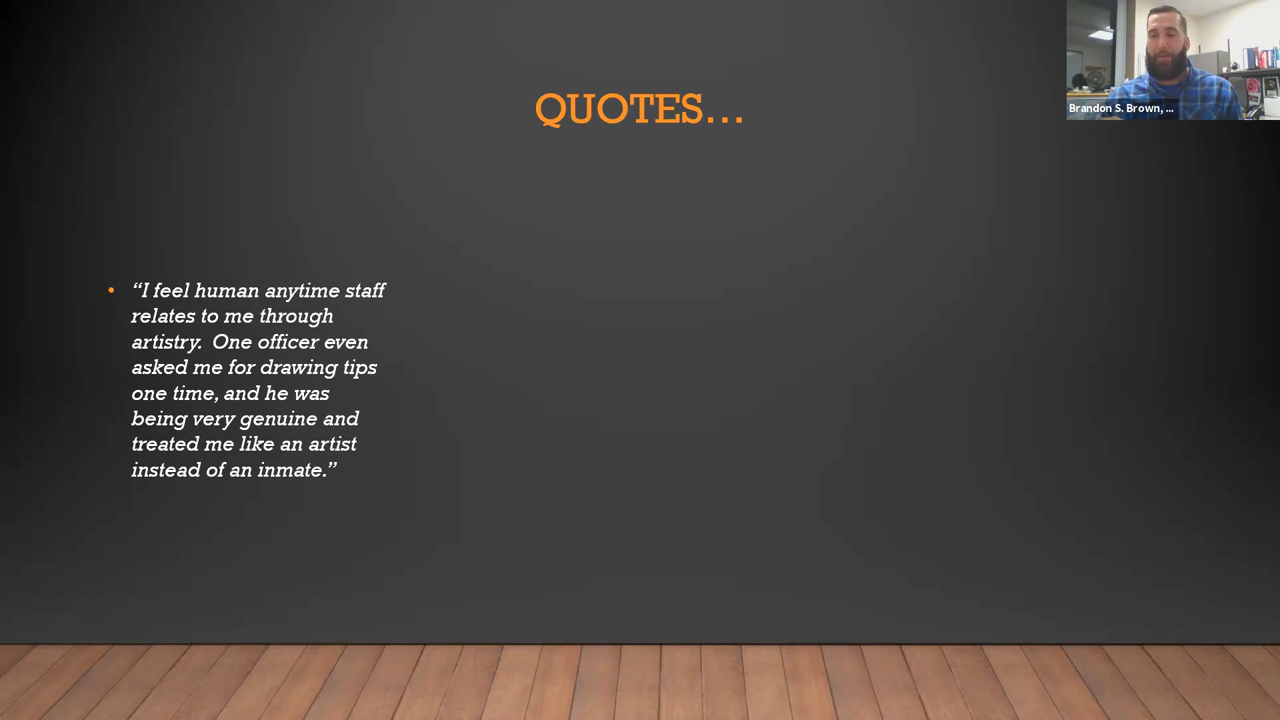 QUOTES…
Brandon S. Brown, ...
• “I feel human anytime staff
relates to me through
artistry.  One officer even
asked me for drawing tips
one time, and he was
being very genuine and
treated me like an artist
instead of an inmate.”